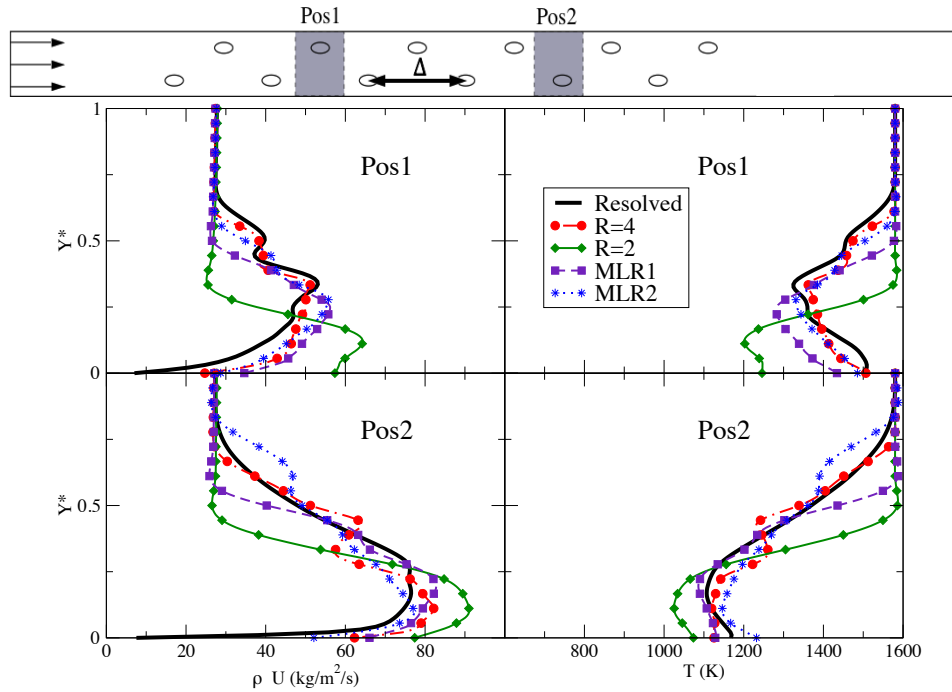 Pos1 Pos2
Δ
1
Pos1 Pos1
Resolved
R=4
R=2
MLR1
MLR2
Y*
0.5
0
Pos2 Pos2
Y*
0.5
0
0 20 40 60 80 1000 1200 1400 1600
ρ U (kg/m²/s) T (K)